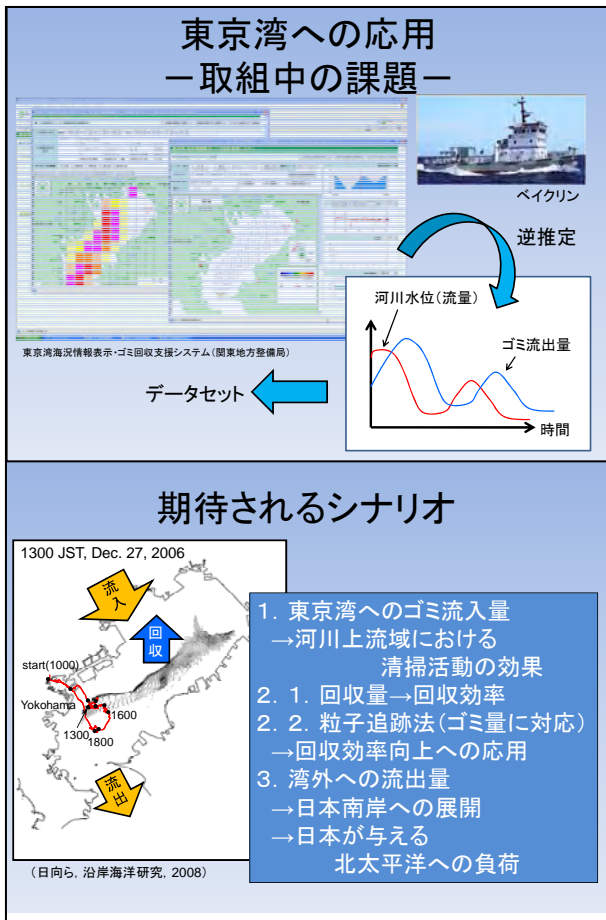 東京湾への応用
－取組中の課題－
ベイクリン
逆推定
河川水位（流量）
ゴミ流出量
時間
東京湾海況情報表示・ゴミ回収支援システム（関東地方整備局）
データセット
期待されるシナリオ
1300 JST, Dec. 27, 2006
流入
回収
start(1000)
Yokohama
1300
1600
1800
流出
（日向ら，沿岸海洋研究，2008）
１．東京湾へのゴミ流入量
→河川上流域における
清掃活動の効果
２．１．回収量→回収効率
２．２．粒子追跡法（ゴミ量に対応）
→回収効率向上への応用
３．湾外への流出量
→日本南岸への展開
→日本が与える
北太平洋への負荷